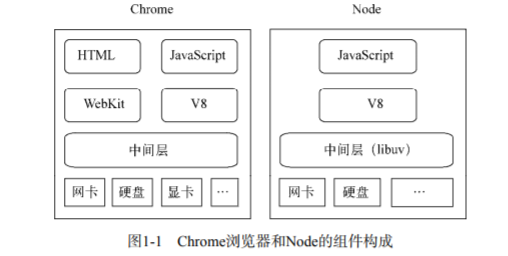 Chrome
Node
HTML
JavaScript
JavaScript
WebKit
V8
V8
中间层
中间层（libuv）
网卡
硬盘
显卡
…
网卡
硬盘
…
图1-1 Chrome浏览器和Node的组件构成